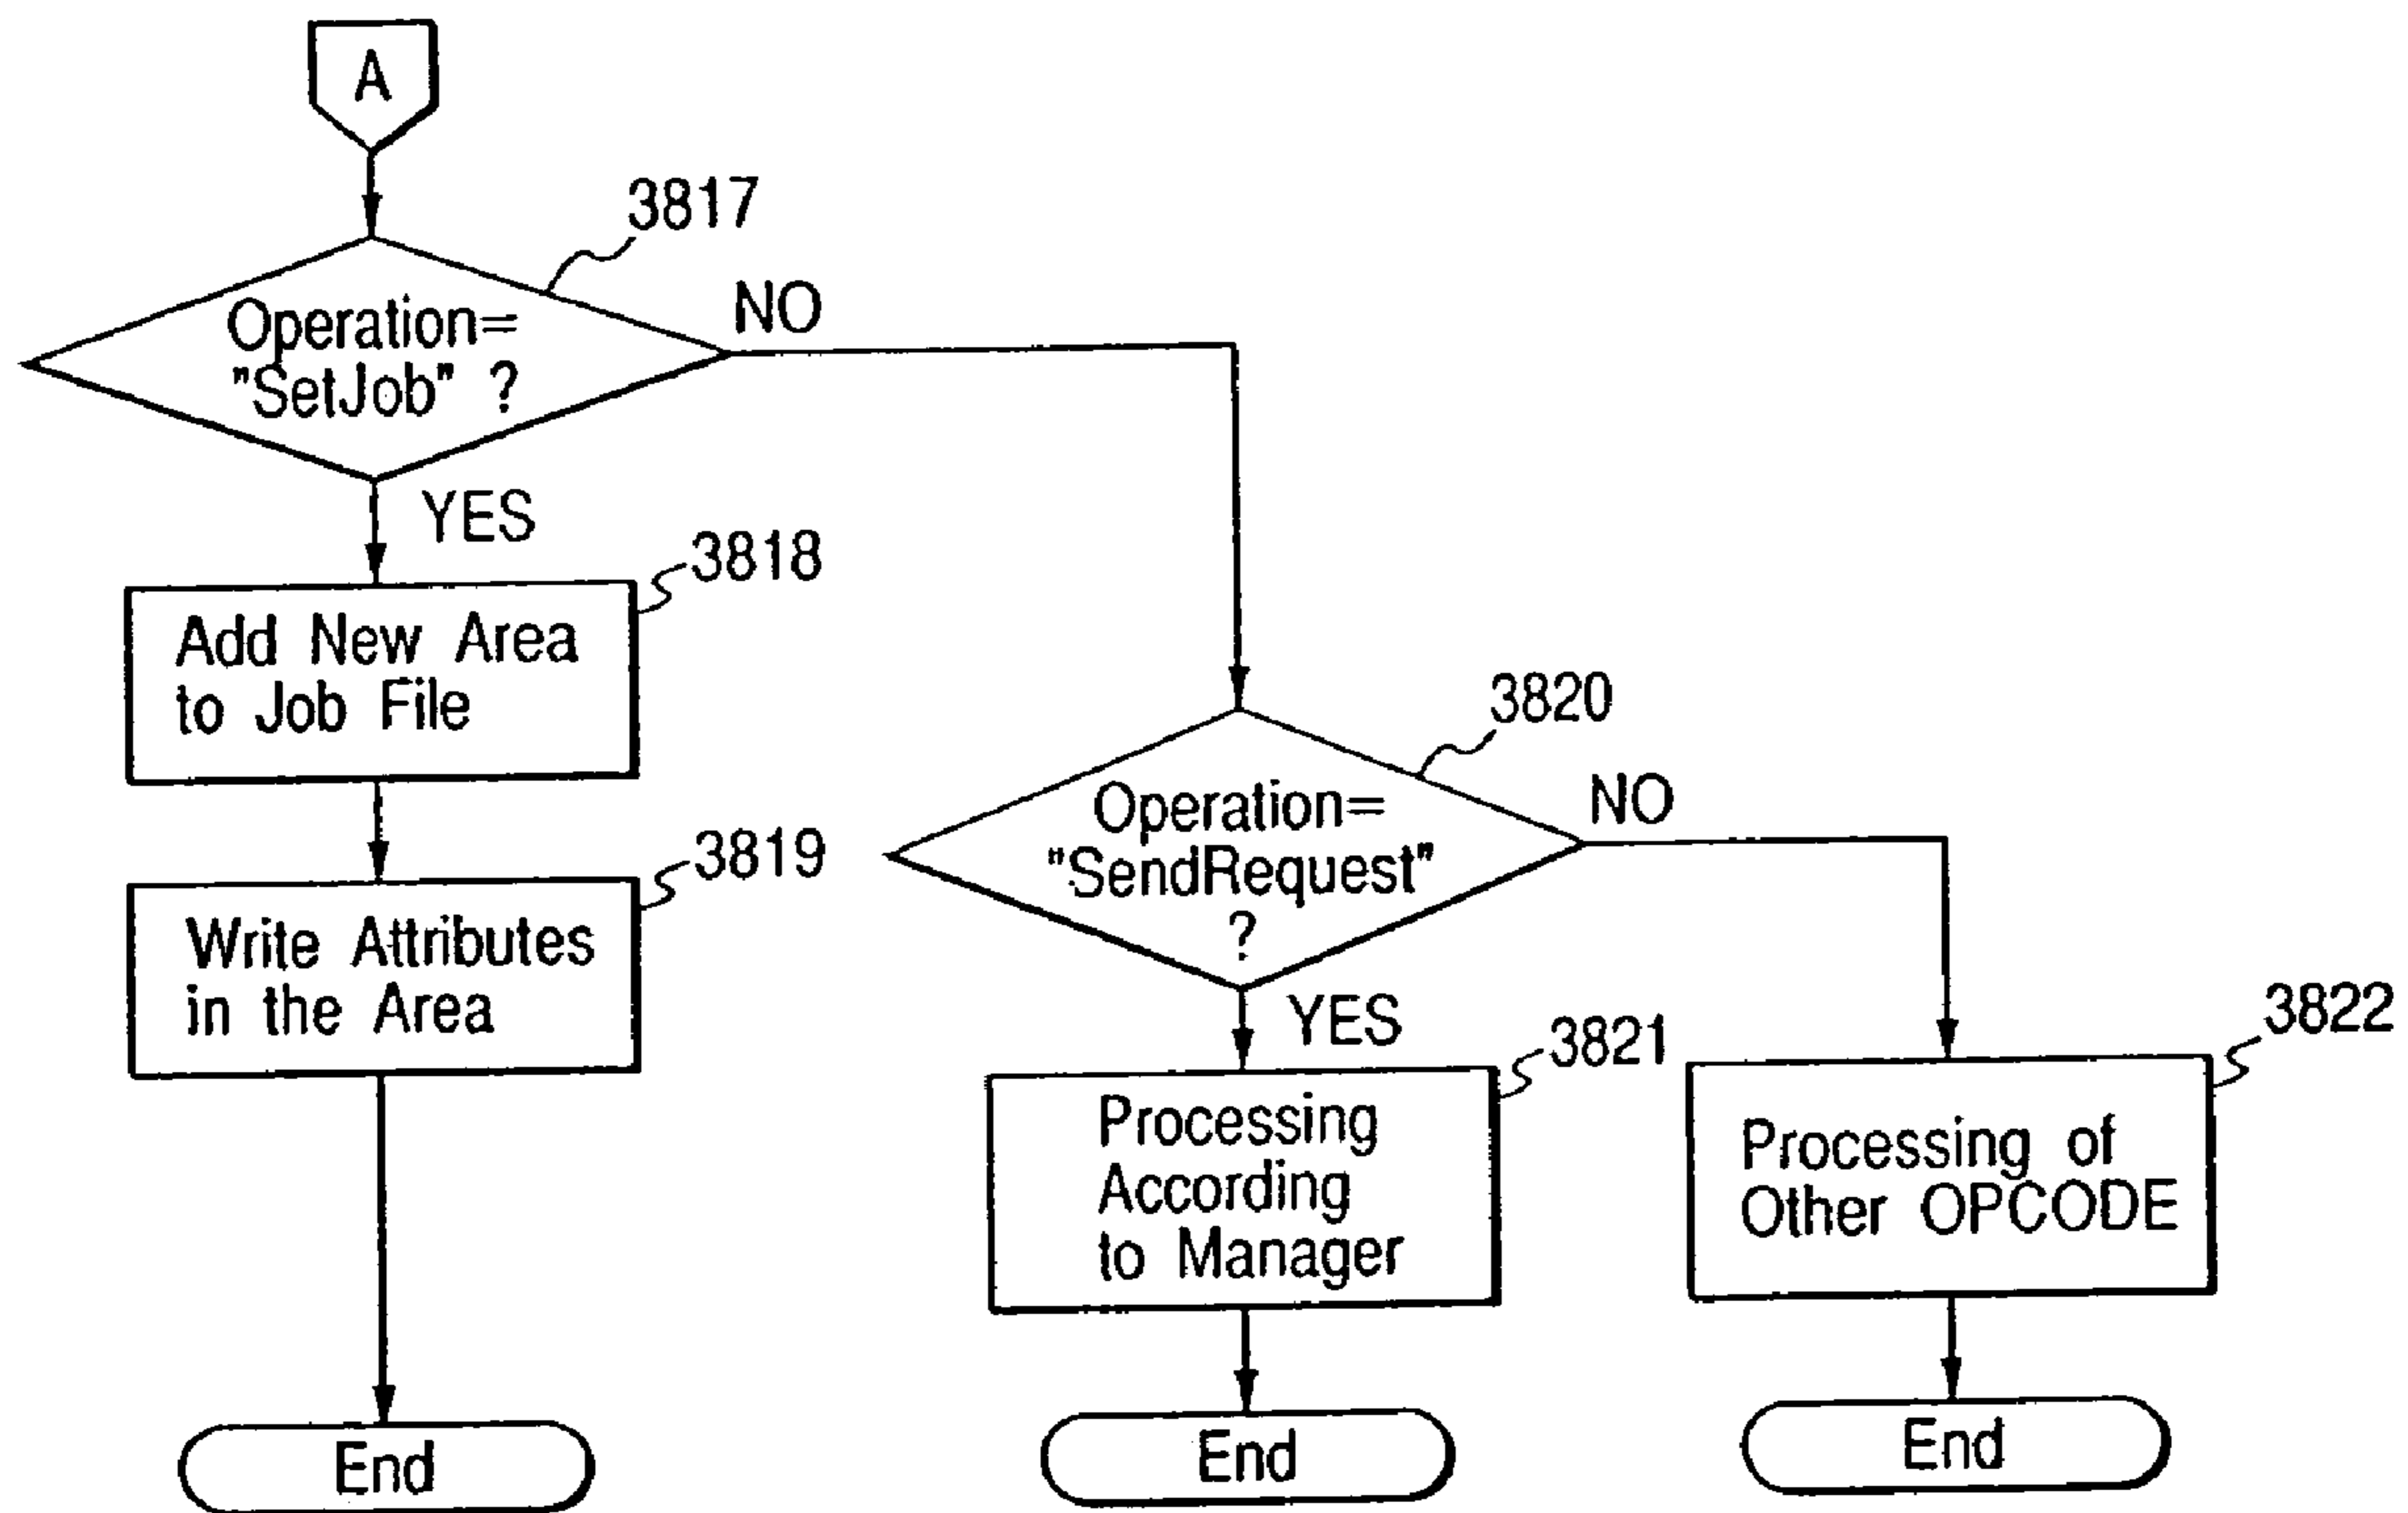 A
3817
Operation=
"SetJob" ?
NO
YES
3818
Add New Area
to Job File
3819
Write Attributes
in the Area
End
3820
Operation=
"SendRequest"
?
NO
YES
3821
Processing
According
to Manager
End
3822
Processing of
Other OPCODE
End